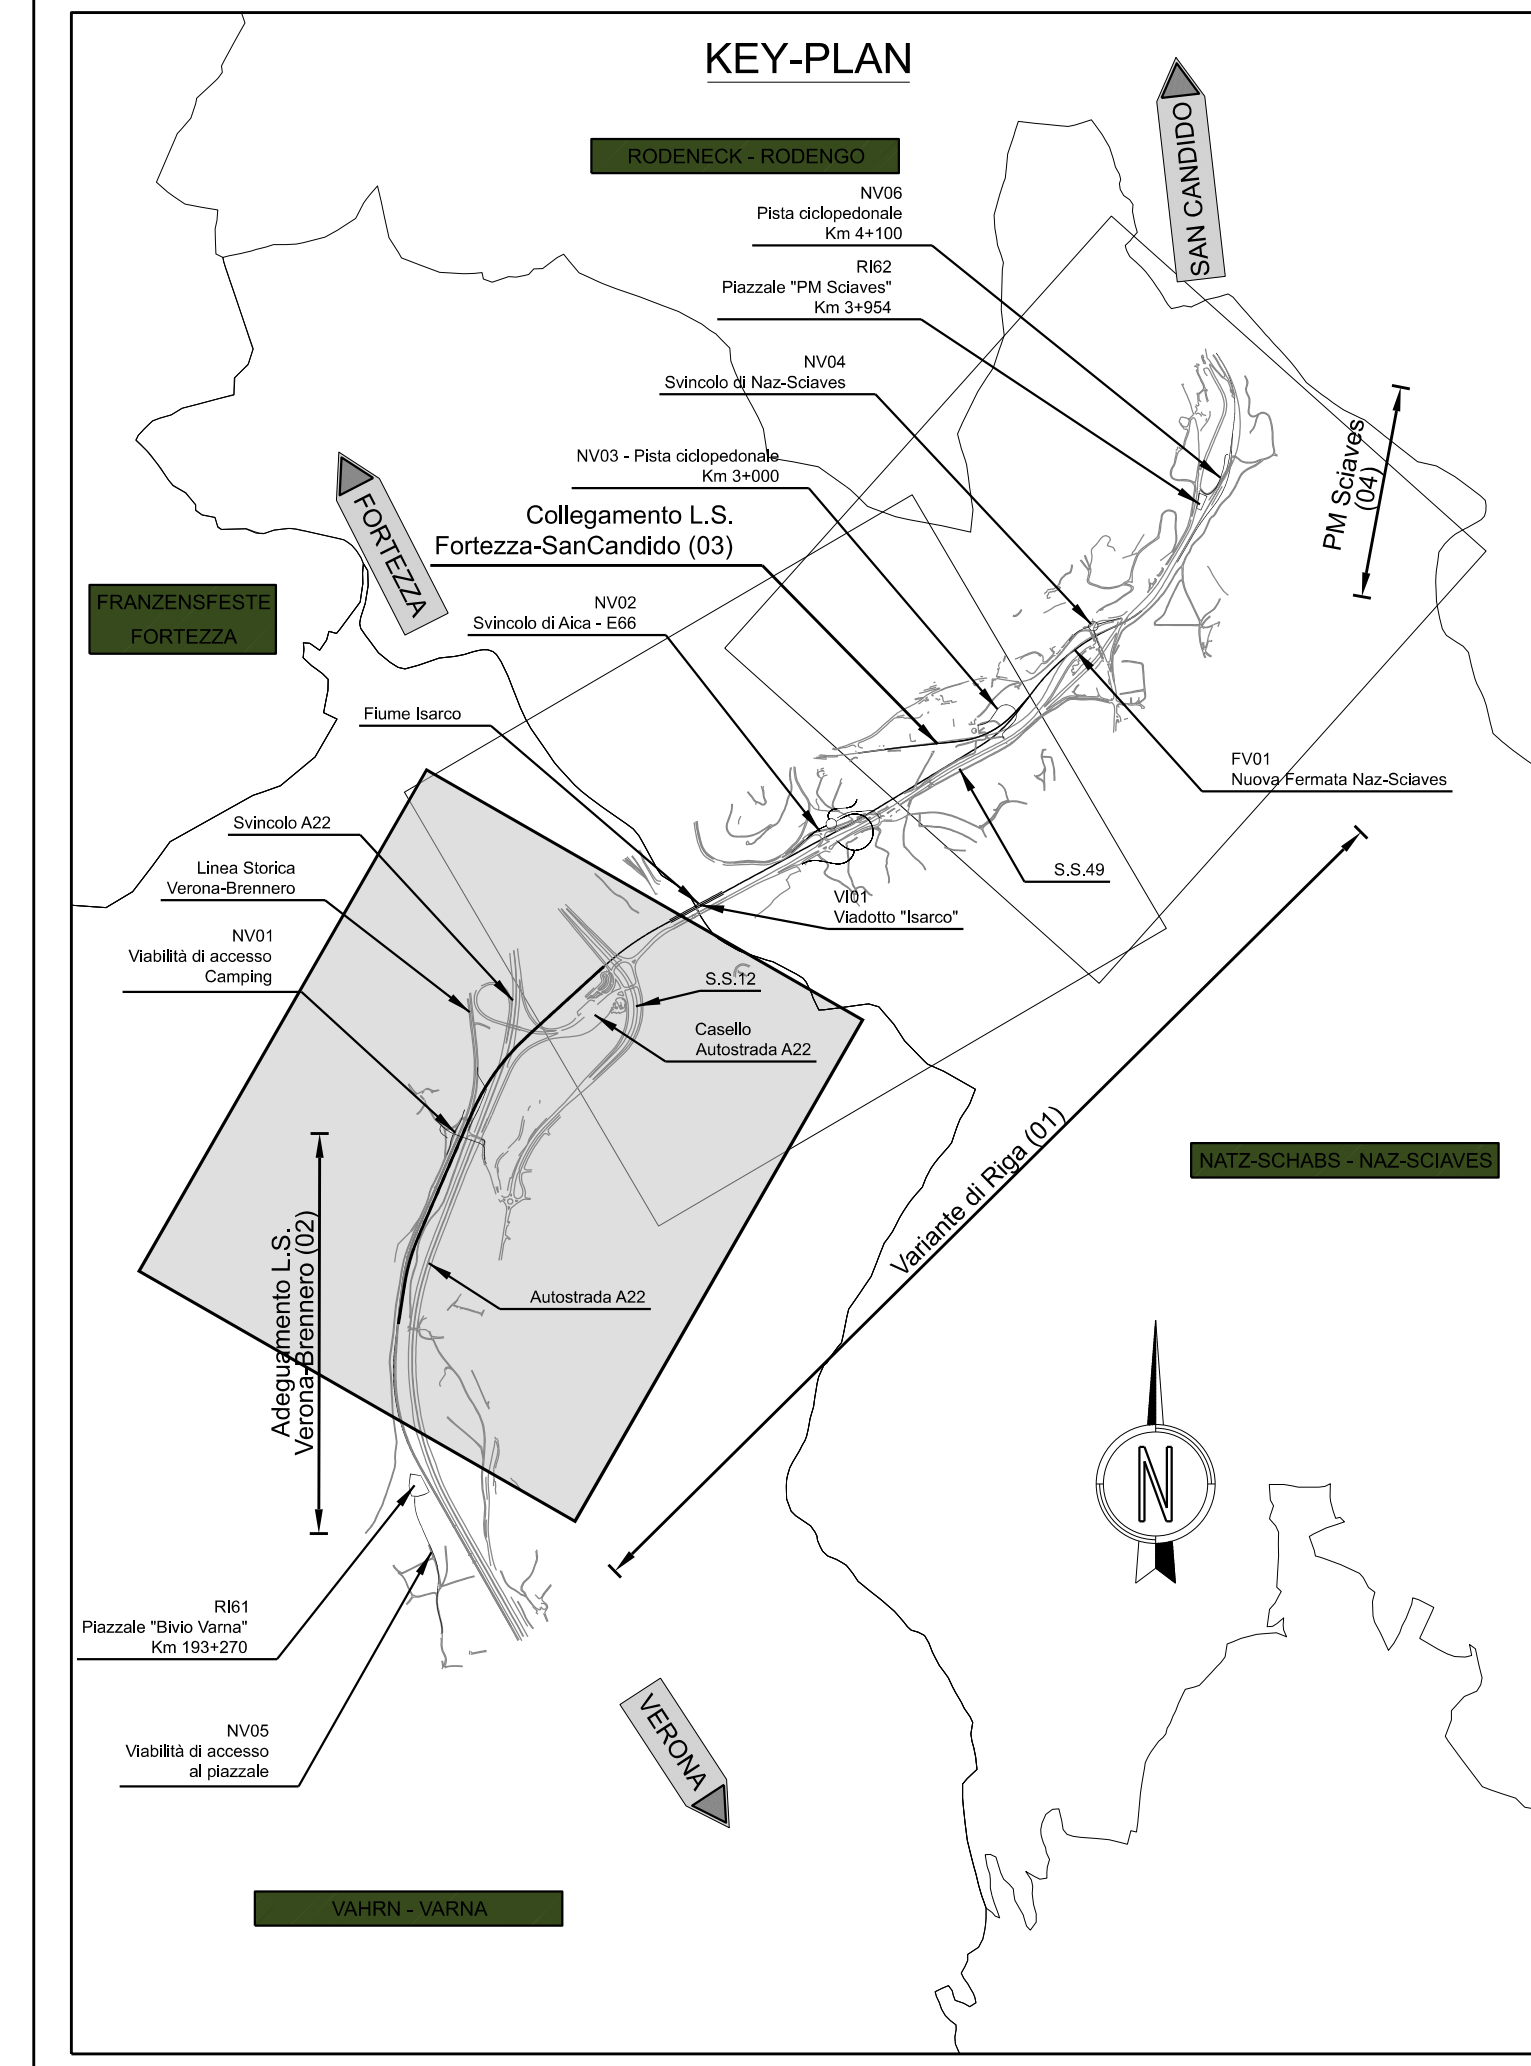 KEY-PLAN
SAN CANDIDO
RODENECK - RODENGO
NV06
Pista ciclopedonale
Km 4+100
RI62
Piazzale "PM Sciaves"
Km 3+954
NV04
Svincolo di Naz-Sciaves
PM Sciaves
(04)
NV03 - Pista ciclopedonale
Km 3+000
FORTEZZA
Collegamento L.S.
Fortezza-SanCandido (03)
FRANZENSFESTE
FORTEZZA
NV02
Svincolo di Aica - E66
Fiume Isarco
FV01
Nuova Fermata Naz-Sciaves
Svincolo A22
Linea Storica
Verona-Brennero
S.S.49
VI01
Viadotto "Isarco"
NV01
Viabilità di accesso
Camping
S.S.12
Casello
Autostrada A22
Variante di Riga (01)
NATZ-SCHABS - NAZ-SCIAVES
Adeguamento L.S.
Verona-Brennero (02)
Autostrada A22
N
RI61
Piazzale "Bivio Varna"
Km 193+270
VERONA
NV05
Viabilità di accesso
al piazzale
VAHRN - VARNA